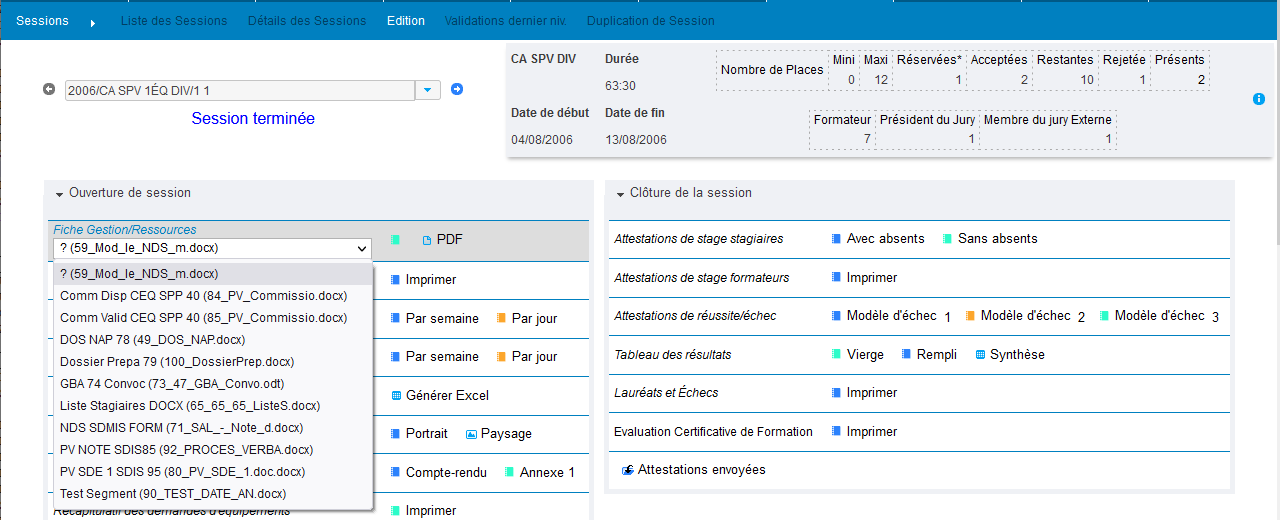 Sessions Liste des Sessions Détails des Sessions Edition Validations dernier niv. Duplication de Session
2006/CA SPV 1ÉQ DIV/1 1
Session terminée
CA SPV DIV Durée
63:30
Date de début Date de fin
04/08/2006 13/08/2006
Nombre de Places Mini Maxi Réservées* Acceptées Restantes Rejetée Présents
0 12 1 2 10 1 2
Formateur Président du Jury Membre du jury Externe
7 1 1
Ouverture de session
Fiche Gestion/Ressources
? (59_Mod_le_NDS_m.docx) PDF
? (59_Mod_le_NDS_m.docx)
Comm Disp CEQ SPP 40 (84_PV_Commissio.docx)
Comm Valid CEQ SPP 40 (85_PV_Commissio.docx)
DOS NAP 78 (49_DOS_NAP.docx)
Dossier Prepa 79 (100_DossierPrep.docx)
GBA 74 Convoc (73_47_GBA_Convo.odt)
Liste Stagiaires DOCX (65_65_65_ListeS.docx)
NDS SDMIS FORM (71_SAL_-_Note_d.docx)
PV NOTE SDIS85 (92_PROCES_VERBA.docx)
PV SDE 1 SDIS 95 (80_PV_SDE_1.doc.docx)
Test Segment (90_TEST_DATE_AN.docx)
Imprimer
Par semaine Par jour
Par semaine Par jour
Générer Excel
Portrait Paysage
Compte-rendu Annexe 1
Récapitulatif des demandes d'équipements Imprimer
Clôture de la session
Attestations de stage stagiaires Avec absents Sans absents
Attestations de stage formateurs Imprimer
Attestations de réussite/échec Modèle d'échec 1 Modèle d'échec 2 Modèle d'échec 3
Tableau des résultats Vierge Rempli Synthèse
Lauréats et Échecs Imprimer
Evaluation Certificative de Formation Imprimer
Attestations envoyées